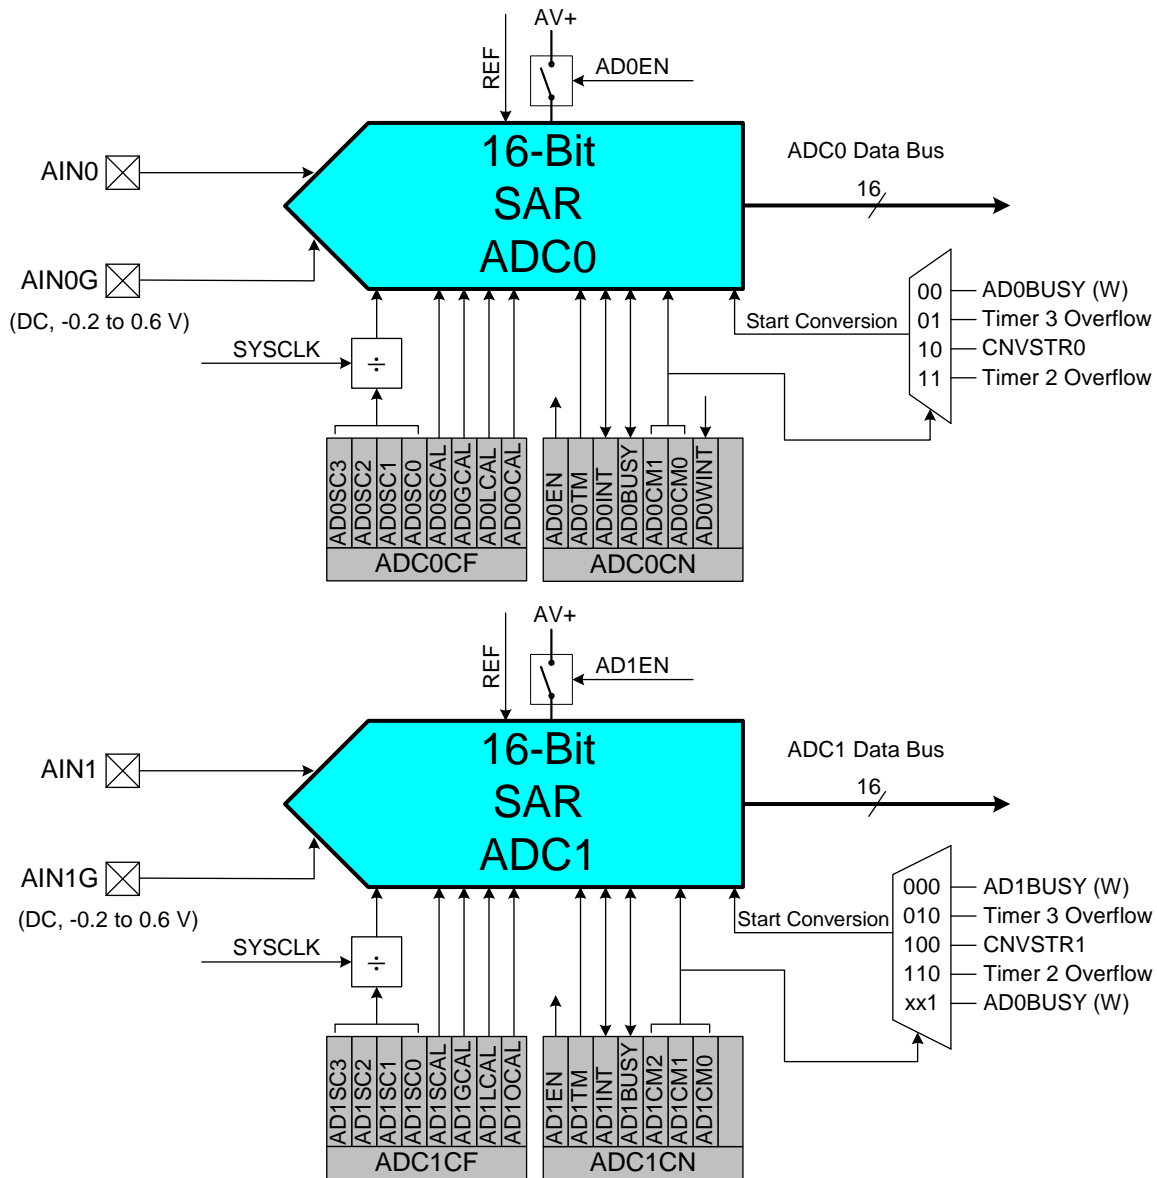 AV+
REF
AD0EN
16-Bit
SAR
ADC0
AIN0
AIN0G
(DC, -0.2 to 0.6 V)
ADC0 Data Bus
16
SYSCLK
÷
Start Conversion
00 AD0BUSY (W)
01 Timer 3 Overflow
10 CNVSTR0
11 Timer 2 Overflow
AD0SC3
AD0SC2
AD0SC1
AD0SC0
AD0SCAL
AD0GCAL
AD0LCAL
AD0OCAL
ADC0CF
AD0EN
AD0TM
AD0INT
AD0BUSY
AD0CM1
AD0CM0
AD0WINT
ADC0CN
AV+
REF
AD1EN
16-Bit
SAR
ADC1
AIN1
AIN1G
(DC, -0.2 to 0.6 V)
ADC1 Data Bus
16
SYSCLK
÷
Start Conversion
000 AD1BUSY (W)
010 Timer 3 Overflow
100 CNVSTR1
110 Timer 2 Overflow
xx1 AD0BUSY (W)
AD1SC3
AD1SC2
AD1SC1
AD1SC0
AD1SCAL
AD1GCAL
AD1LCAL
AD1OCAL
ADC1CF
AD1EN
AD1TM
AD1INT
AD1BUSY
AD1CM2
AD1CM1
AD1CM0
ADC1CN